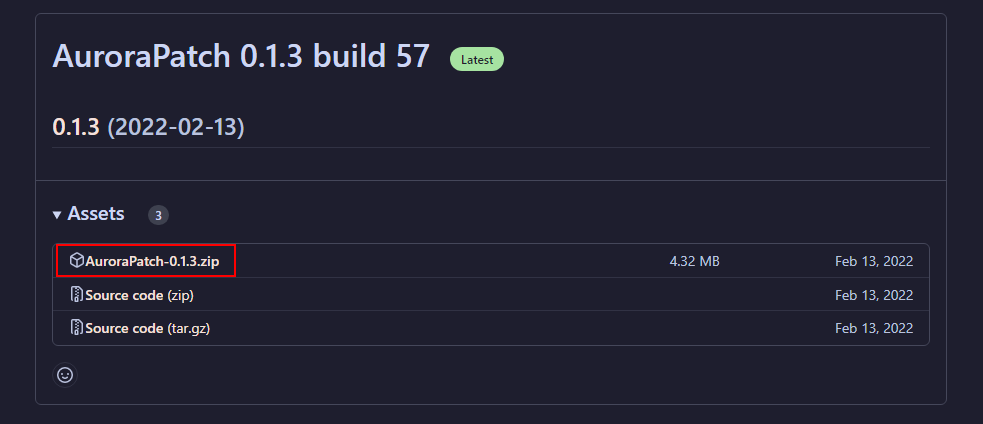 AuroraPatch 0.1.3 build 57 Latest
0.1.3 (2022-02-13)
Assets 3
AuroraPatch-0.1.3.zip 4.32 MB Feb 13, 2022
Source code (zip) Feb 13, 2022
Source code (tar.gz) Feb 13, 2022